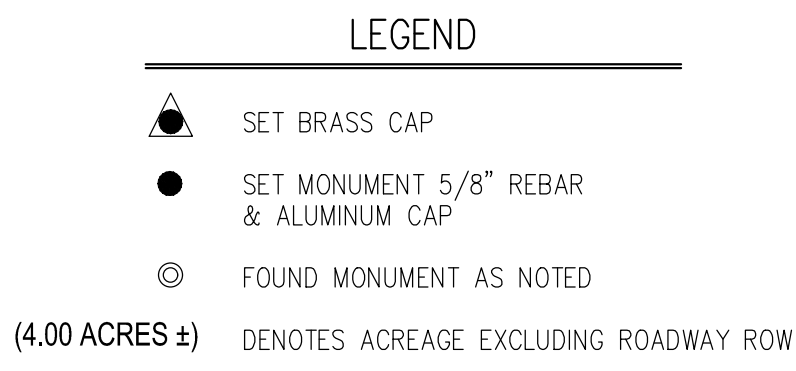 LEGEND
SET BRASS CAP
SET MONUMENT 5/8" REBAR
& ALUMINUM CAP
FOUND MONUMENT AS NOTED
(4.00 ACRES ±) DENOTES ACREAGE EXCLUDING ROADWAY ROW